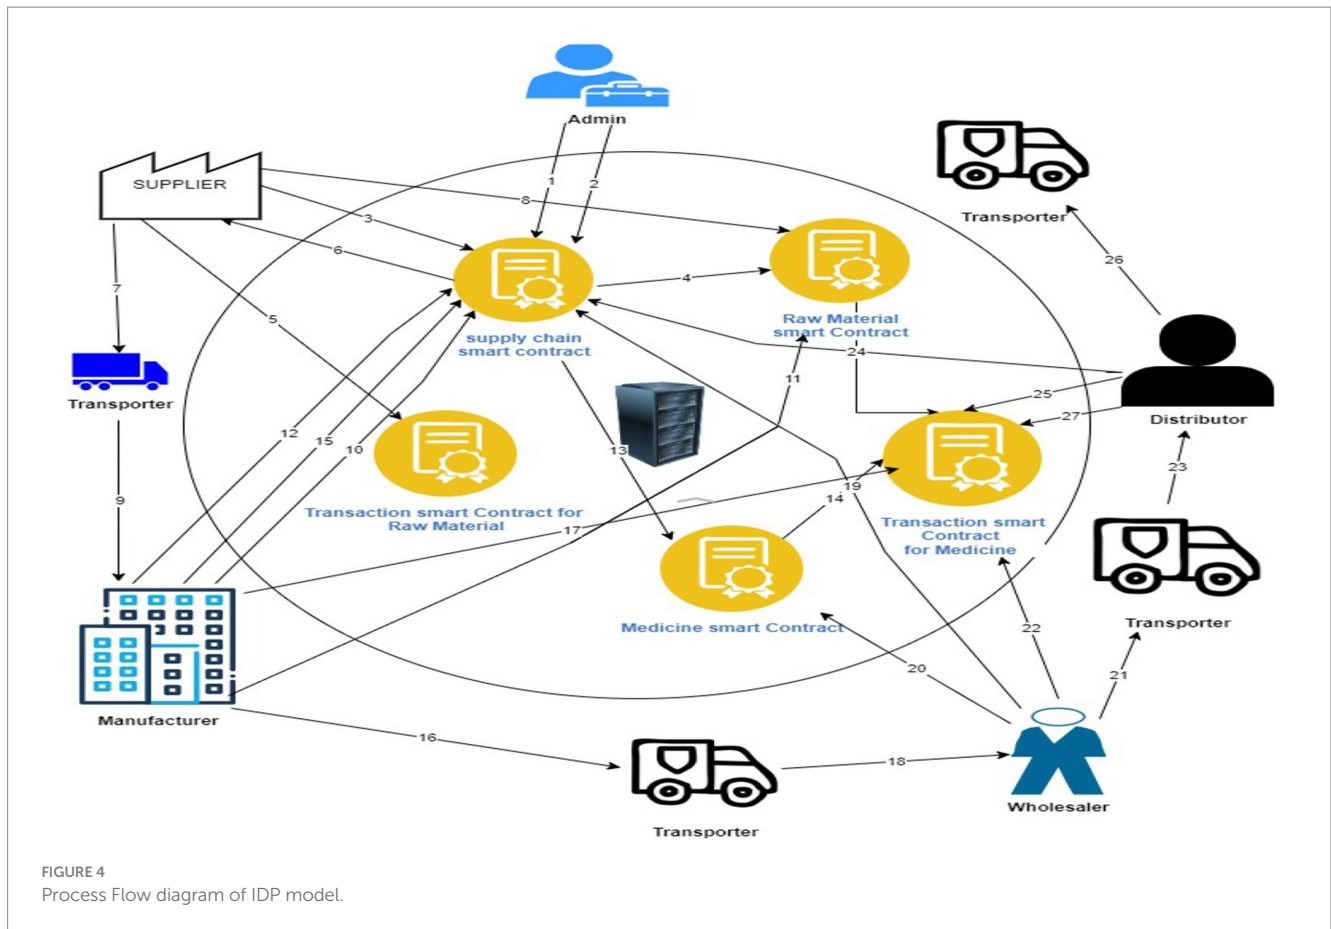 Admin
SUPPLIER
Transporter
1
2
8
3
6
4
26
7
5
Raw Material
smart Contract
supply chain
smart contract
24
11
25
27
Distributor
Transporter
12
15
10
13
23
9
19
14
Transaction smart Contract for
Raw Material
17
Transaction smart
Contract
for Medicine
Transporter
Medicine smart Contract
22
20
21
Manufacturer
16
18
Wholesaler
Transporter
FIGURE 4
Process Flow diagram of IDP model.